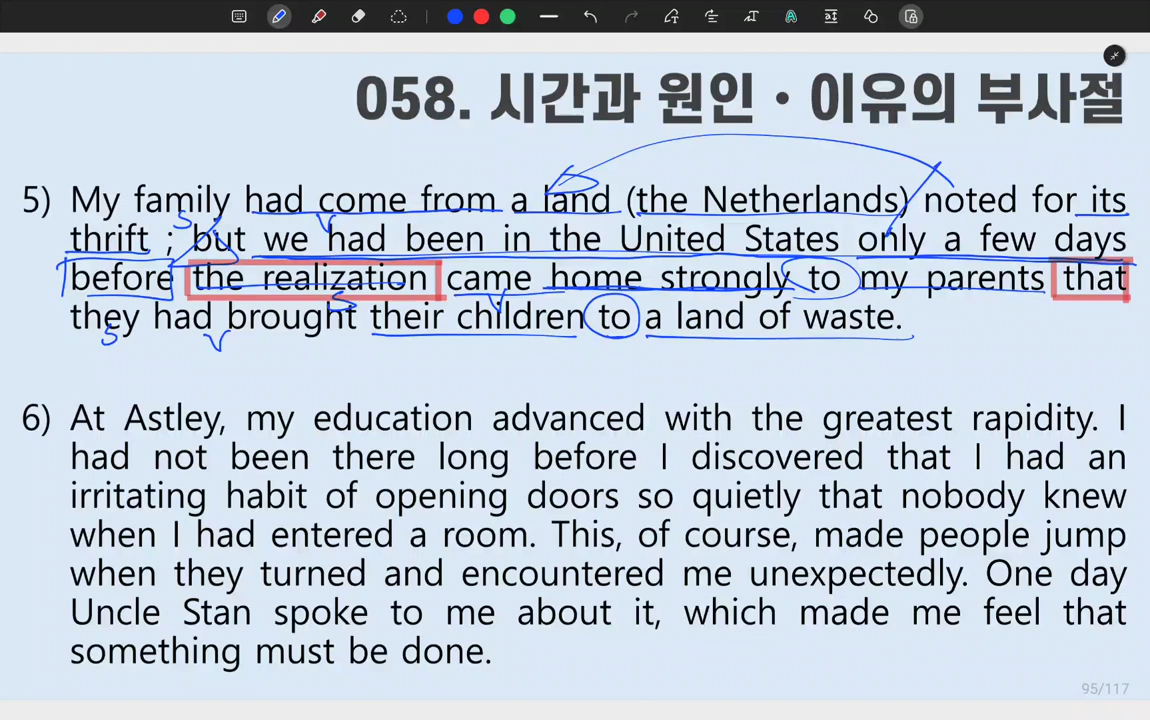 058. 시간과 원인 · 이유의 부사절
5) My family had come from a land (the Netherlands) noted for its
thrift ; but we had been in the United States only a few days
before the realization came home strongly to my parents that
they had brought their children to a land of waste.
6) At Astley, my education advanced with the greatest rapidity. I
had not been there long before I discovered that I had an
irritating habit of opening doors so quietly that nobody knew
when I had entered a room. This, of course, made people jump
when they turned and encountered me unexpectedly. One day
Uncle Stan spoke to me about it, which made me feel that
something must be done.
95/117